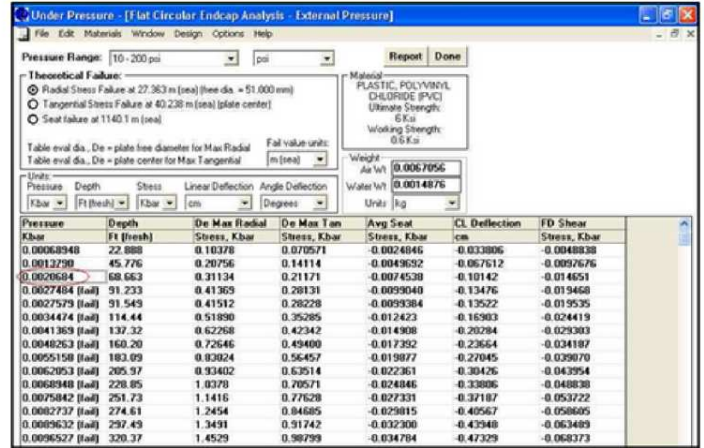 Under Pressure - [Flat Circular Endcap Analysis - External Pressure]
File Edit Materials Window Design Options Help
Pressure Range: 10 - 200 psi psi Report Done
Theoretical Failure:
Radial Stress Failure at 27.363 m (sea) (free dia. = 51.000 mm)
Tangential Stress Failure at 40.238 m (sea) (plate center)
Seat failure at 1140.1 m (sea)
Table eval dia., De = plate free diameter for Max Radial
Table eval dia., De = plate center for Max Tangential
Fail value units:
m (sea)
Material
PLASTIC, POLYVINYL
CHLORIDE (PVC)
Ultimate Strength:
6 Ksi
Working Strength:
0.6 Ksi
Weight
Air Wt 0.0067056
Water Wt 0.0014876
Units kg
Units:
Pressure Depth Stress Linear Deflection Angle Deflection
Kbar Ft (fresh) Kbar cm Degrees
Pressure Depth De Max Radial De Max Tan Avg Seat CL Deflection FD Shear
Kbar Ft (fresh) Stress, Kbar Stress, Kbar Stress, Kbar cm Stress, Kbar
0.00068948 22.888 0.10378 0.070571 -0.0024846 -0.033806 -0.0048838
0.0013790 45.776 0.20756 0.14114 -0.0049692 -0.067612 -0.0097676
0.0020684 68.663 0.31134 0.21171 -0.0074538 -0.10142 -0.014651
0.0027484 (fail) 91.233 0.41369 0.28131 -0.0099040 -0.13476 -0.019468
0.0027579 (fail) 91.549 0.41512 0.28228 -0.0099384 -0.13522 -0.019535
0.0034474 (fail) 114.44 0.51890 0.35285 -0.012423 -0.16903 -0.024419
0.0041369 (fail) 137.32 0.62268 0.42342 -0.014908 -0.20284 -0.029303
0.0048263 (fail) 160.20 0.72646 0.49400 -0.017392 -0.23664 -0.034187
0.0055158 (fail) 183.09 0.83024 0.56457 -0.019877 -0.27045 -0.039070
0.0062053 (fail) 205.97 0.93402 0.63514 -0.022361 -0.30426 -0.043954
0.0068948 (fail) 228.85 1.0378 0.70571 -0.024846 -0.33806 -0.048838
0.0075842 (fail) 251.73 1.1416 0.77628 -0.027331 -0.37187 -0.053722
0.0082737 (fail) 274.61 1.2454 0.84685 -0.029815 -0.40567 -0.058605
0.0089632 (fail) 297.49 1.3491 0.91742 -0.032300 -0.43948 -0.063489
0.0096527 (fail) 320.37 1.4529 0.98799 -0.034784 -0.47329 -0.068373